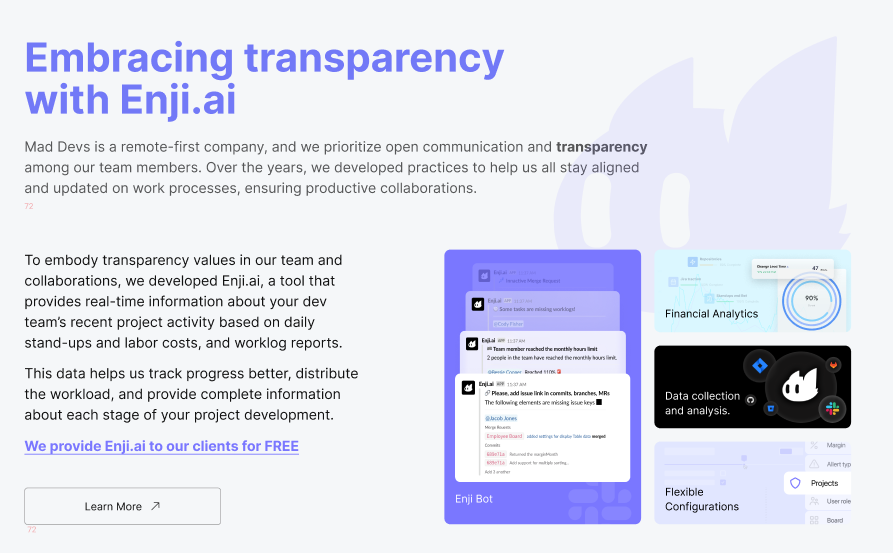 Embracing transparency
with Enji.ai
Mad Devs is a remote-first company, and we prioritize open communication and transparency
among our team members. Over the years, we developed practices to help us all stay aligned
and updated on work processes, ensuring productive collaborations.
72
To embody transparency values in our team and
collaborations, we developed Enji.ai, a tool that
provides real-time information about your dev
team's recent project activity based on daily
stand-ups and labor costs, and worklog reports.
This data helps us track progress better, distribute
the workload, and provide complete information
about each stage of your project development.
We provide Enji.ai to our clients for FREE
Learn More
72
Enji.ai
Inactive Merge Request
Enji.ai
Some tasks are missing worklogs!
@Craig Fisher
Enji.ai APP 11:27 AM
Team member reached the monthly hours limit.
2 people in the team have reached the monthly hours limit.
Reached 110%
Enji.ai APP 11:27 AM
Please, add issue link in commits, branches, MRs
The following elements are missing issue keys
@Jacob Jones
Merge Requests
Employee Board added settings for display table data merged
Commits
Returned the marginMonth
Add support for multiple sorting...
Add 3 another
Enji Bot
47
90%
Financial Analytics
Data collection
and analysis.
Flexible
Configurations
Margin
Allert typ
Projects
User role
Board